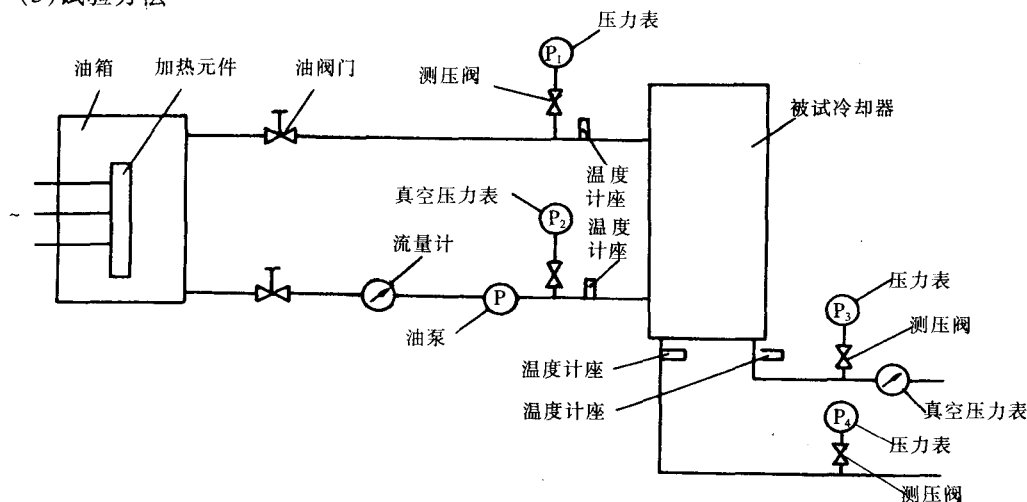 (3)试验方法
压力表
P₁
测压阀
油箱
加热元件
油阀门
被试冷却器
温度
计座
真空压力表
P₂
温度
计座
流量计
~
P
油泵
压力表
P₃
测压阀
温度计座
温度计座
真空压力表
P₄
压力表
测压阀